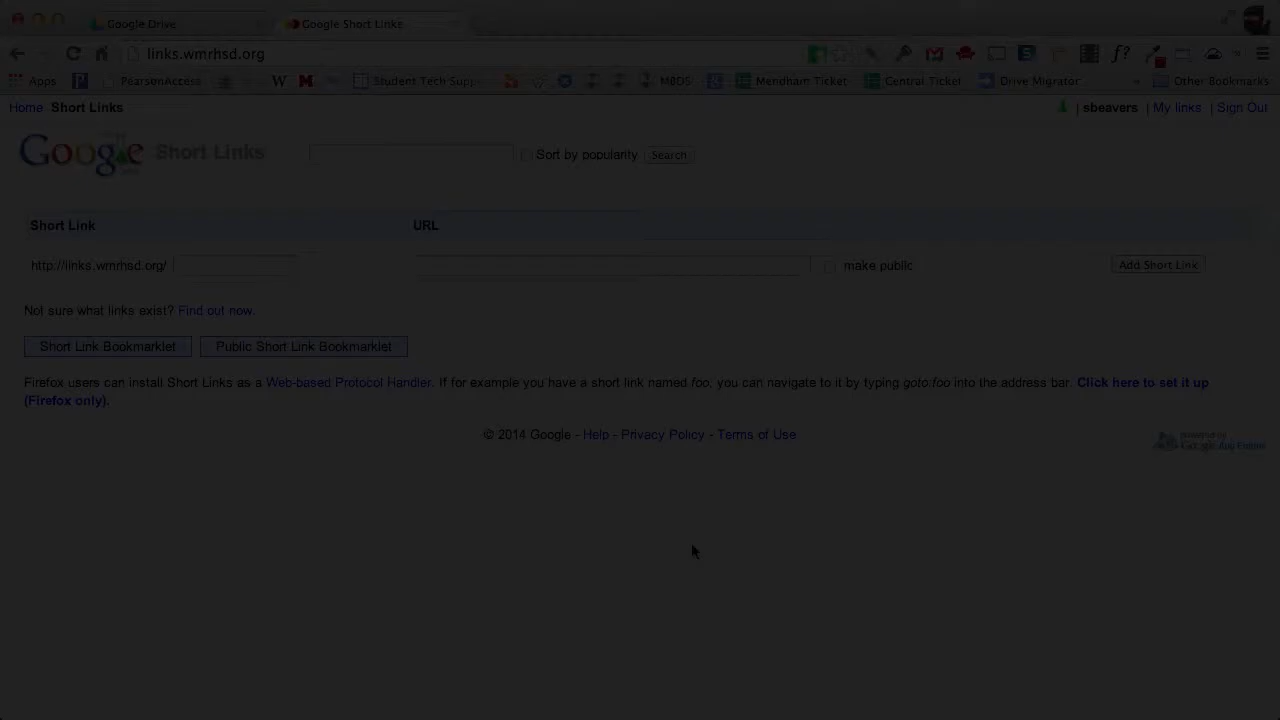 Google Drive
Google Short Links
links.wmrhsd.org
Apps
PearsonAccess
W
M
Student Tech Supp
MBDS
Mendham Ticket
Central Ticket
Drive Migrator
Other Bookmarks
Home Short Links
| sbeavers | My links | Sign Out
Google Short Links
Sort by popularity
Search
Short Link
URL
http://links.wmrhsd.org/
make public
Add Short Link
Not sure what links exist? Find out now.
Short Link Bookmarklet
Public Short Link Bookmarklet
Firefox users can install Short Links as a Web-based Protocol Handler. If for example you have a short link named foo, you can navigate to it by typing goto:foo into the address bar. Click here to set it up
(Firefox only).
© 2014 Google - Help - Privacy Policy - Terms of Use
powered by
Google App Engine